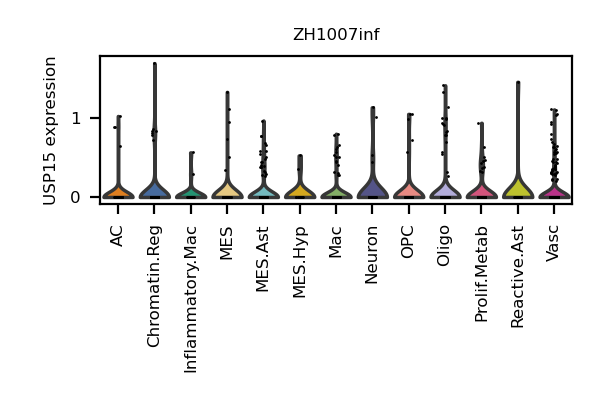 ZH1007inf
USP15 expression
1
0
AC
Chromatin.Reg
Inflammatory.Mac
MES
MES.Ast
MES.Hyp
Mac
Neuron
OPC
Oligo
Prolif.Metab
Reactive.Ast
Vasc